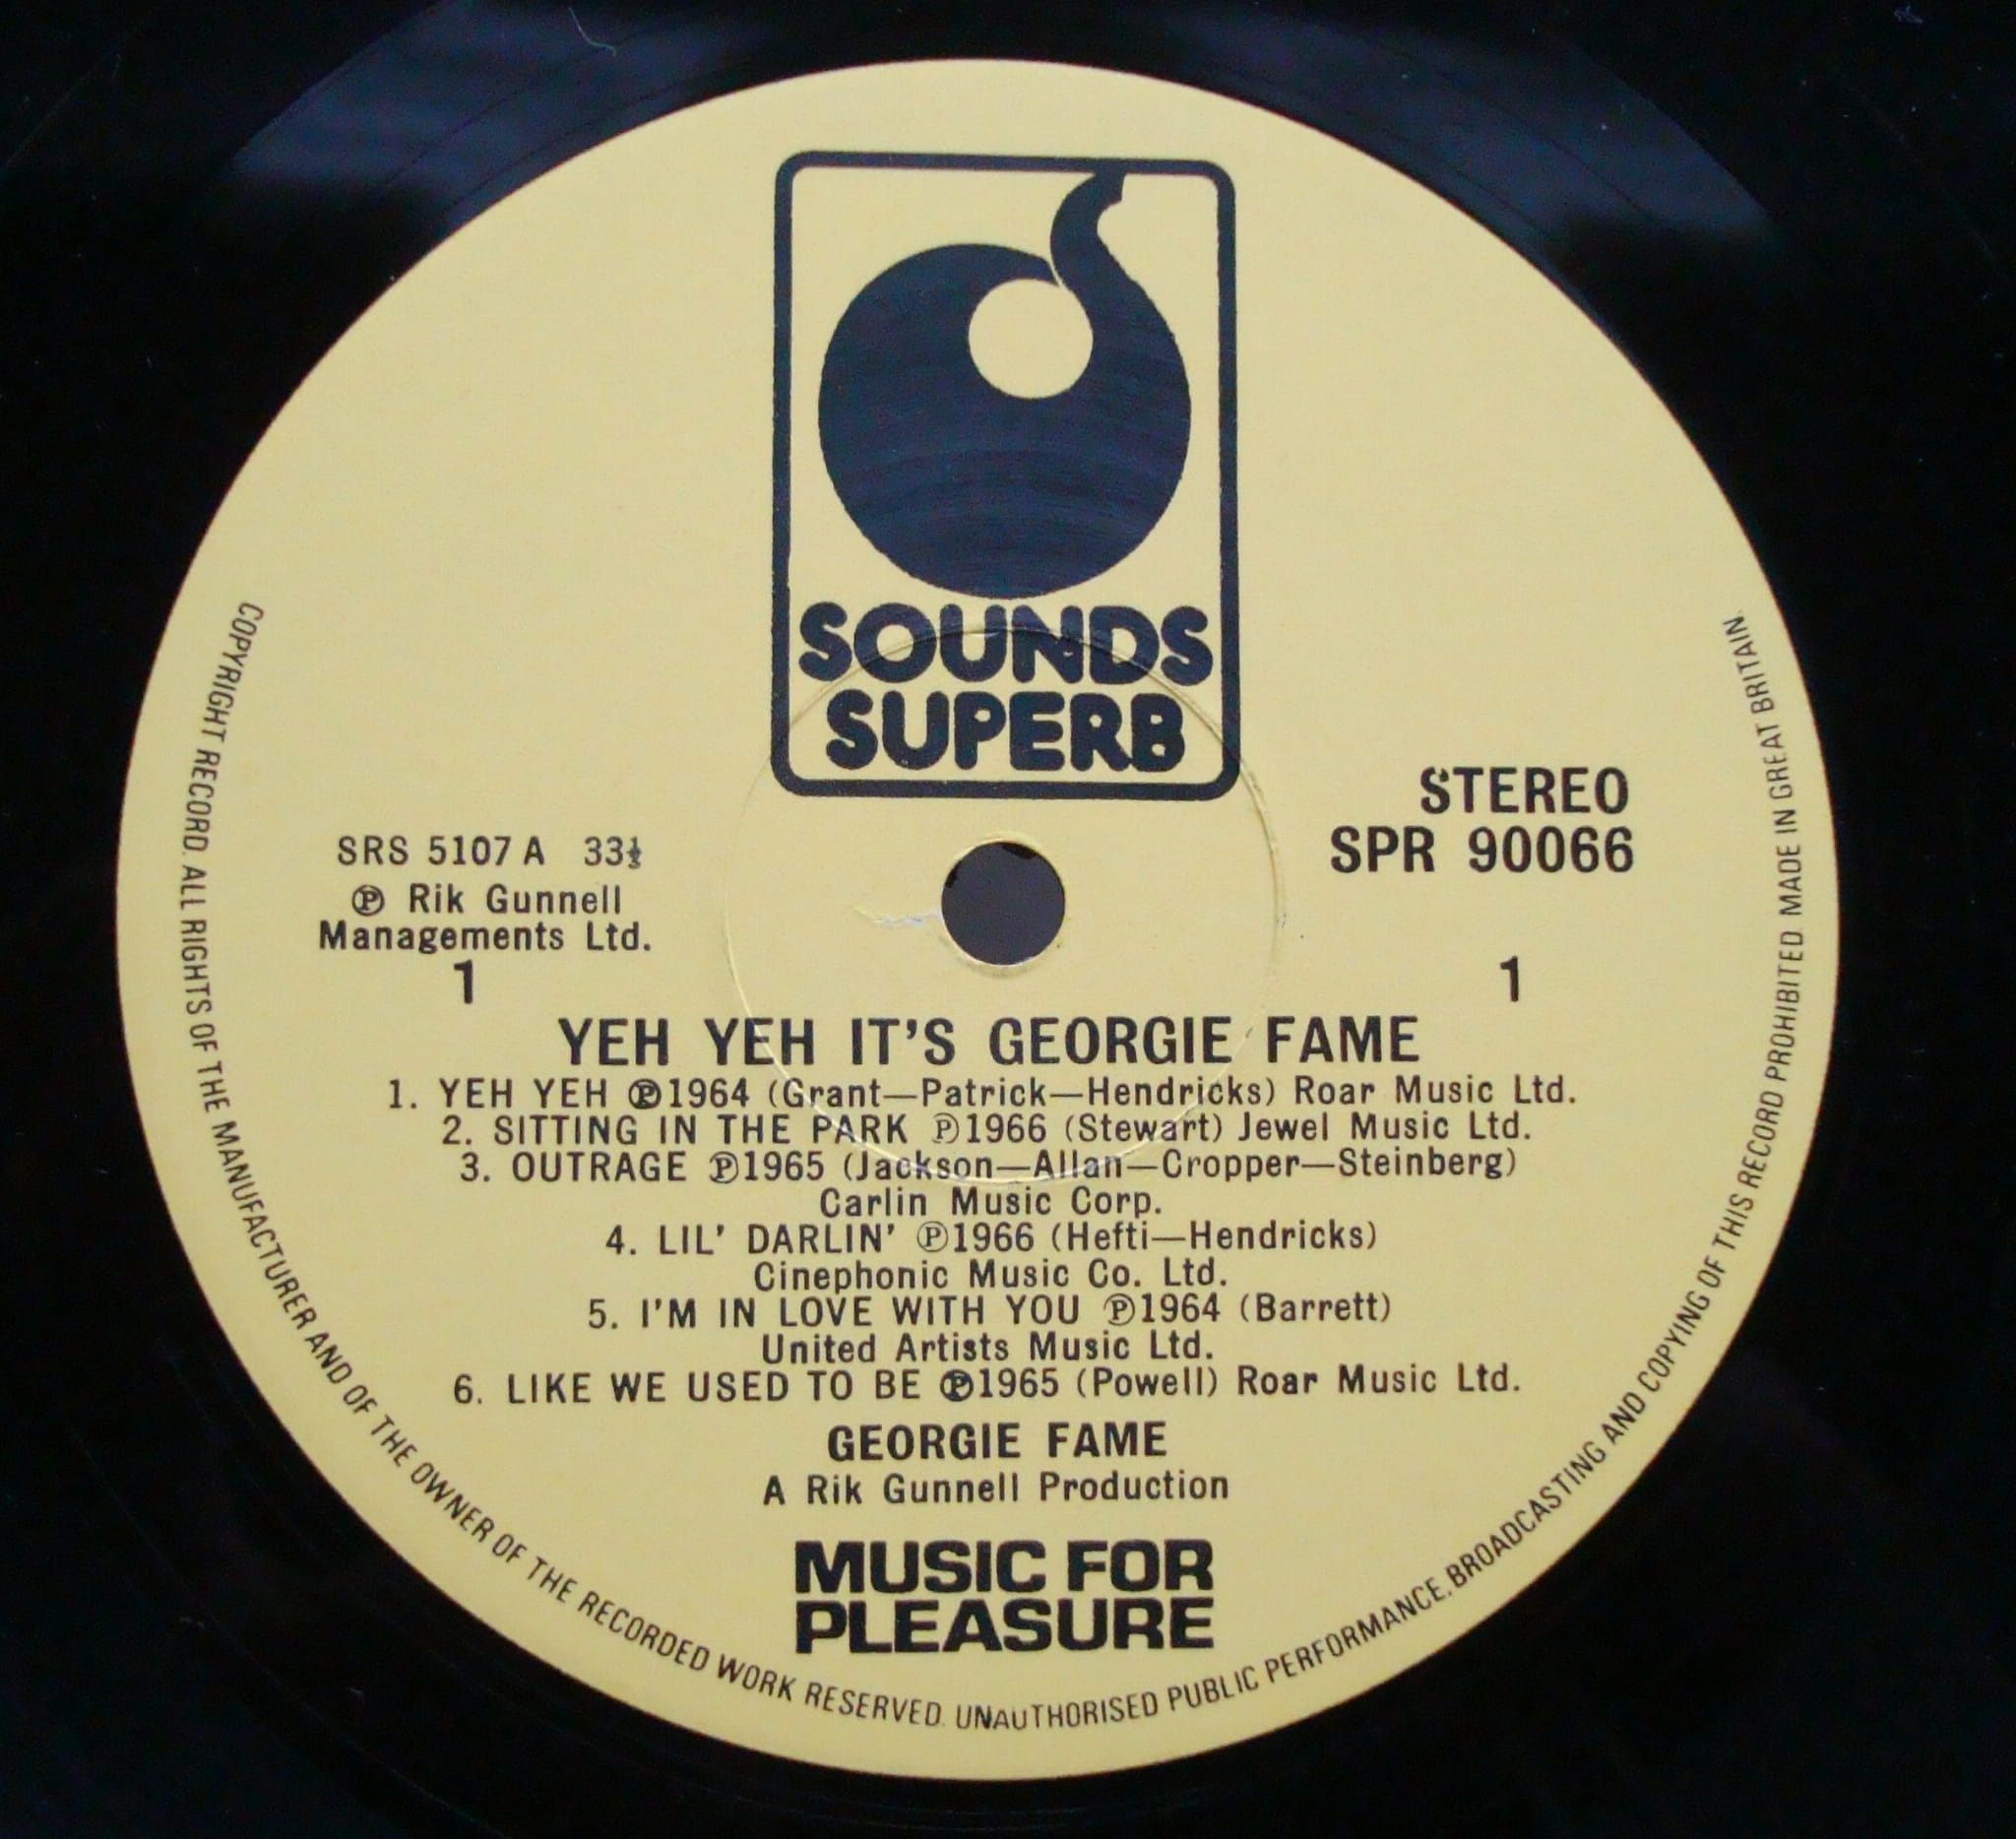 SOUNDS
SUPERB
STEREO
SPR 90066
SRS 5107 A 33⅓
℗ Rik Gunnell
Managements Ltd.
1
1
YEH YEH IT'S GEORGIE FAME
1. YEH YEH ℗1964 (Grant—Patrick—Hendricks) Roar Music Ltd.
2. SITTING IN THE PARK ℗1966 (Stewart) Jewel Music Ltd.
3. OUTRAGE ℗1965 (Jackson—Allan—Cropper—Steinberg)
Carlin Music Corp.
4. LIL' DARLIN' ℗1966 (Hefti—Hendricks)
Cinephonic Music Co. Ltd.
5. I'M IN LOVE WITH YOU ℗1964 (Barrett)
United Artists Music Ltd.
6. LIKE WE USED TO BE ℗1965 (Powell) Roar Music Ltd.
GEORGIE FAME
A Rik Gunnell Production
MUSIC FOR
PLEASURE
COPYRIGHT RECORD. ALL RIGHTS OF THE MANUFACTURER AND OF THE OWNER OF THE RECORDED WORK RESERVED. UNAUTHORISED PUBLIC PERFORMANCE, BROADCASTING AND COPYING OF THIS RECORD PROHIBITED. MADE IN GREAT BRITAIN.